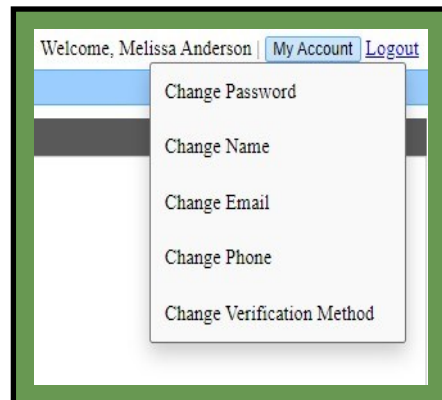 Welcome, Melissa Anderson | My Account Logout
Change Password
Change Name
Change Email
Change Phone
Change Verification Method